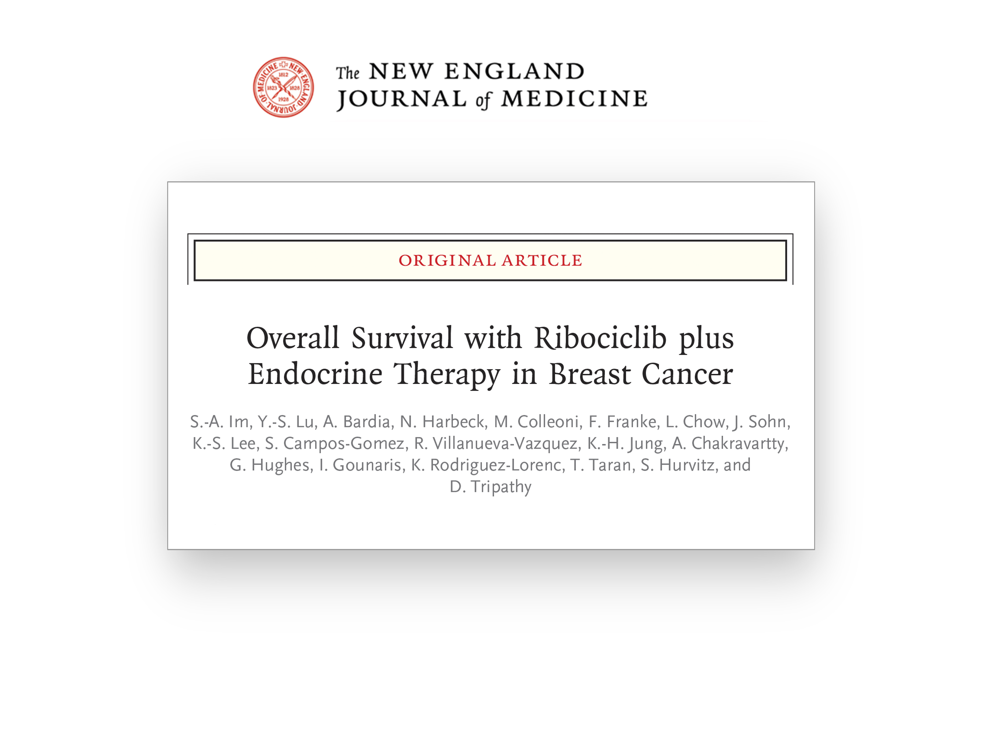 NEW ENGLAND JOURNAL OF MEDICINE
1812
1823 1828
1928
The NEW ENGLAND
JOURNAL of MEDICINE
ORIGINAL ARTICLE
Overall Survival with Ribociclib plus
Endocrine Therapy in Breast Cancer
S.-A. Im, Y.-S. Lu, A. Bardia, N. Harbeck, M. Colleoni, F. Franke, L. Chow, J. Sohn,
K.-S. Lee, S. Campos-Gomez, R. Villanueva-Vazquez, K.-H. Jung, A. Chakravartty,
G. Hughes, I. Gounaris, K. Rodriguez-Lorenc, T. Taran, S. Hurvitz, and
D. Tripathy